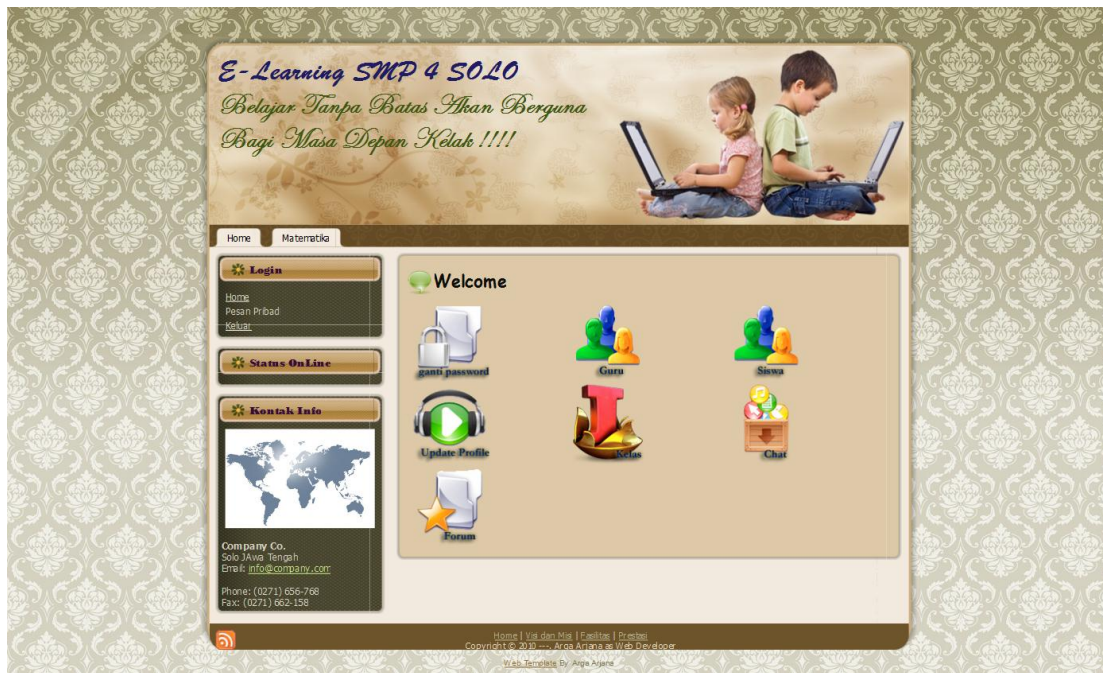 E-Learning SMP 4 SOLO
Belajar Tanpa Batas Akan Berguna
Bagi Masa Depan Kelak !!!!
Home
Matematika
Login
Home
Pesan Pribad
Keluar
Status OnLine
Kontak Info
Company Co.
Solo JAwa Tengah
Email: info@company.com
Phone: (0271) 656-768
Fax: (0271) 662-158
Welcome
ganti password
Guru
Siswa
Update Profile
Kelas
Chat
Forum
Home | Visi dan Misi | Fasilitas | Prestasi
Copyright © 2010 ---. Arga Arjana as Web Developer
Web Template By Arga Arjana